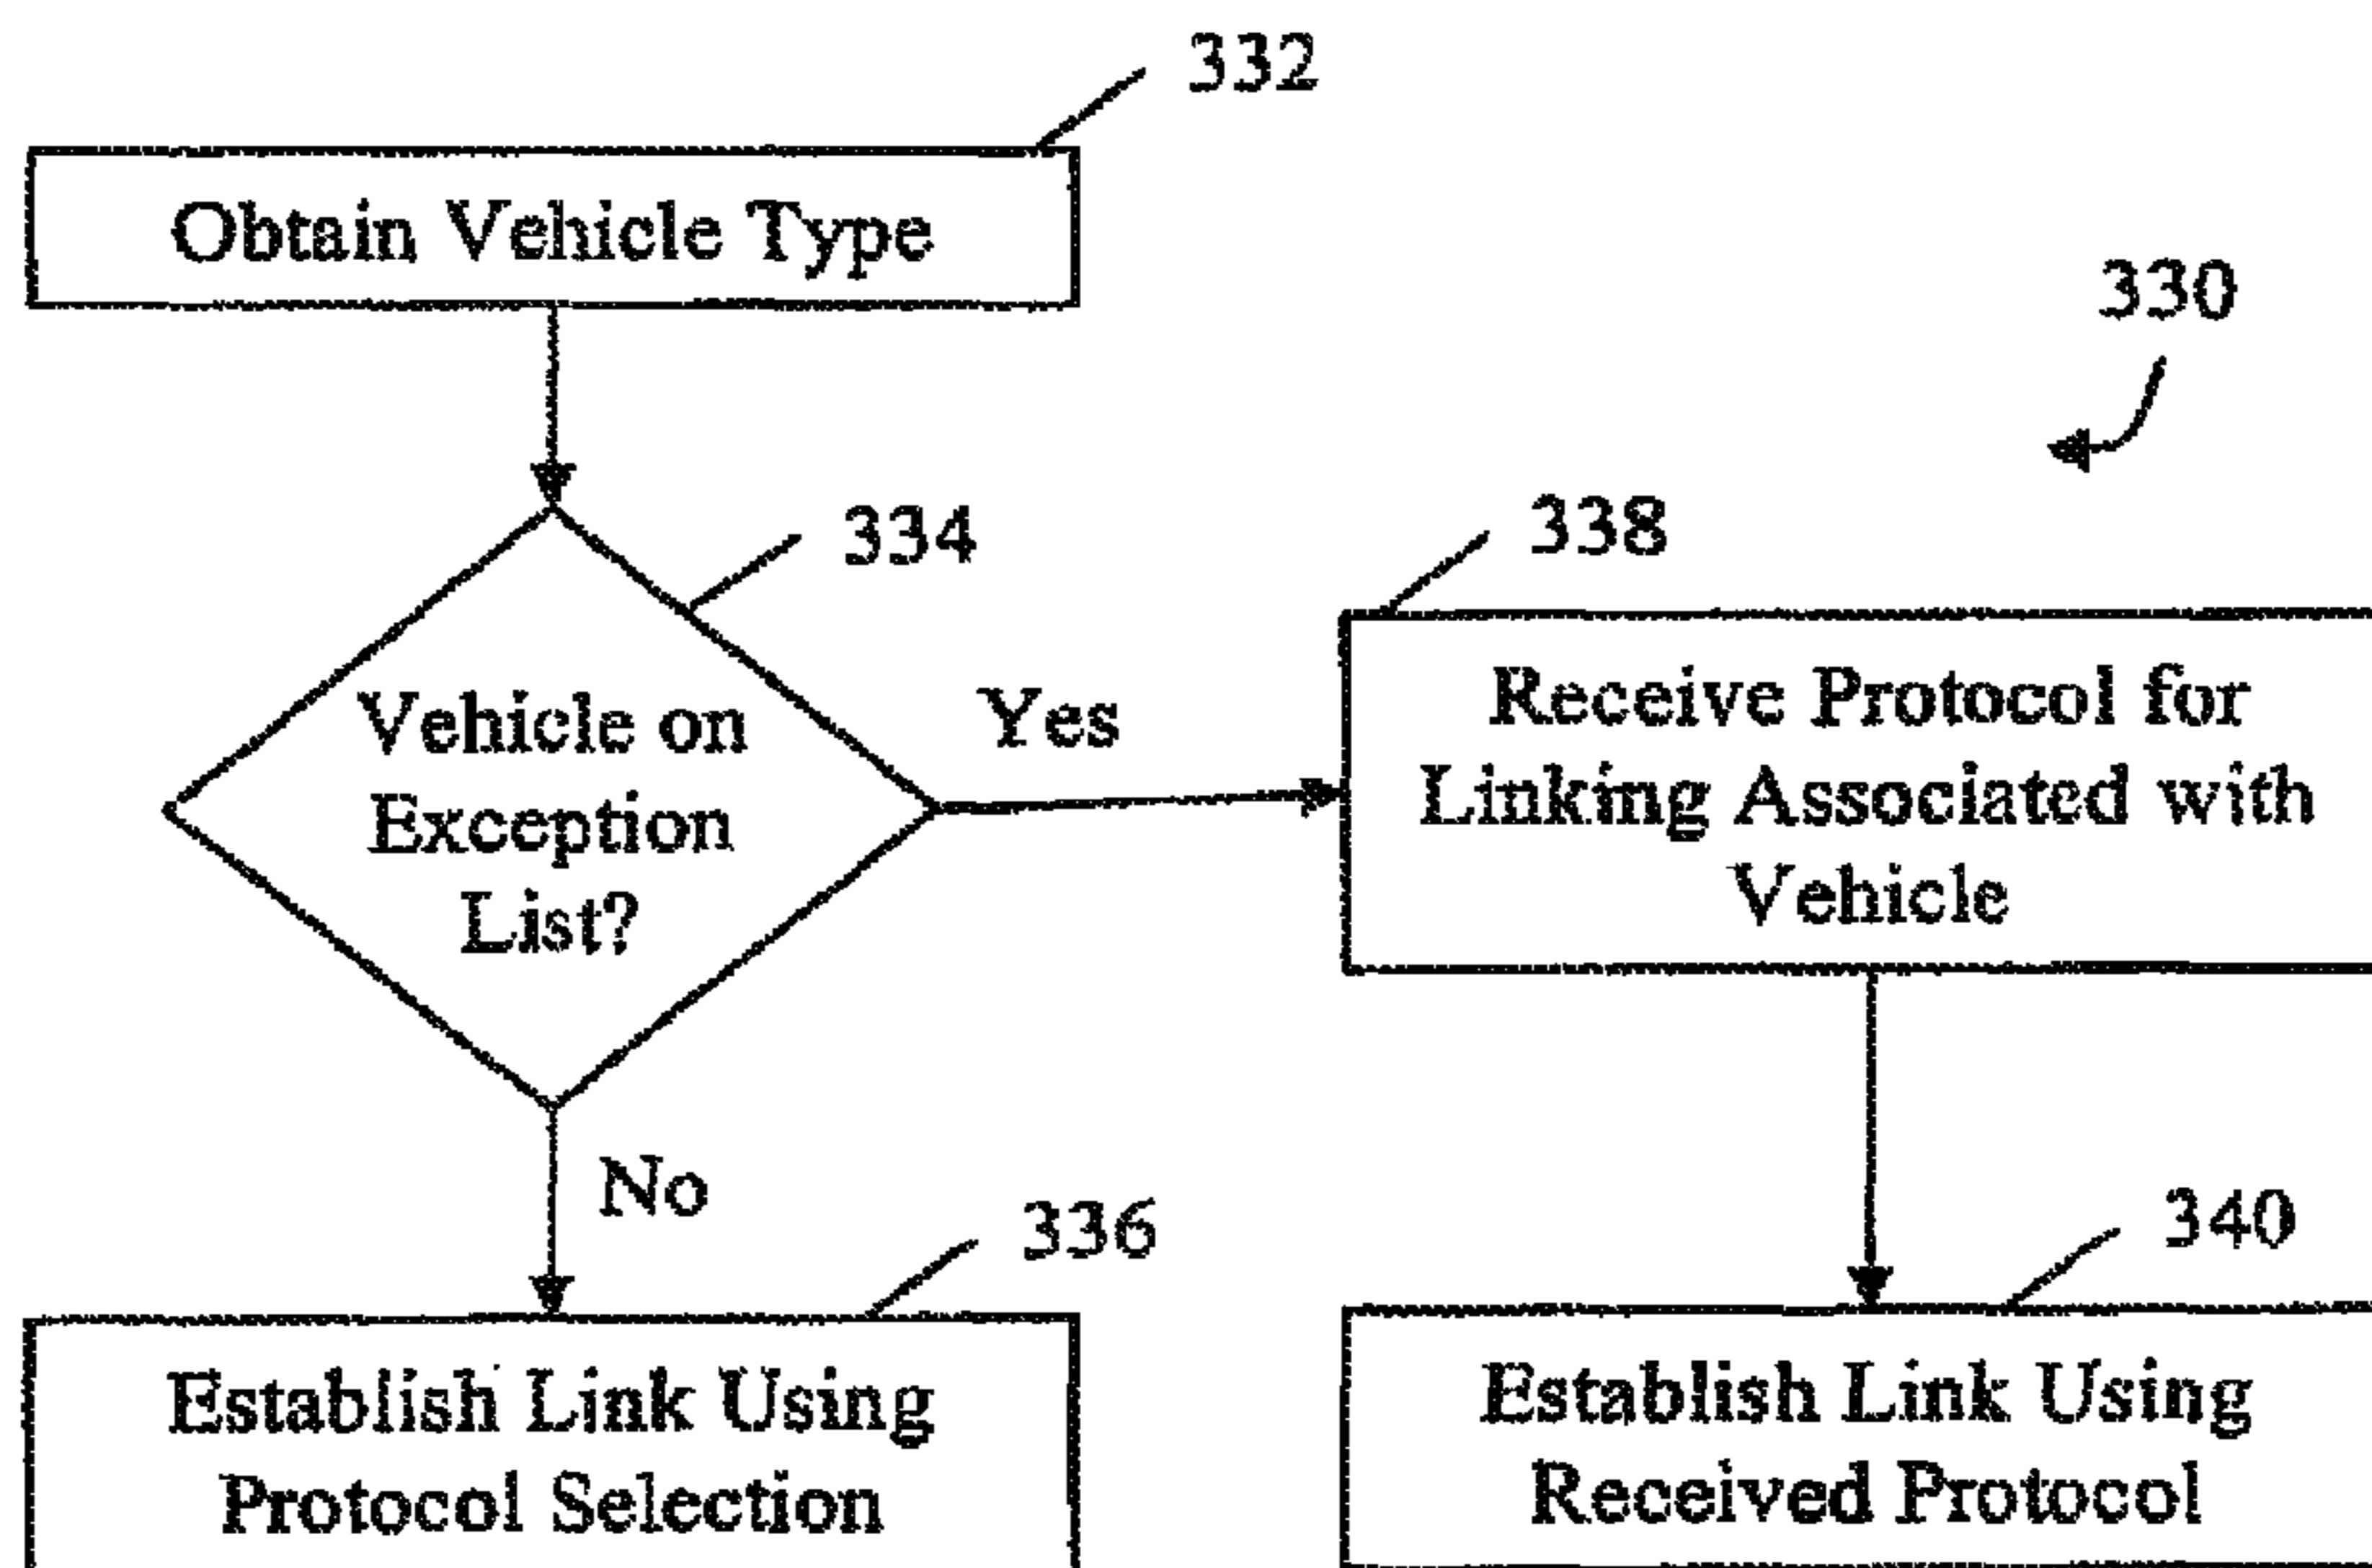 332
Obtain Vehicle Type
330
334
338
Vehicle on
Exception
List?
Yes
Receive Protocol for
Linking Associated with
Vehicle
No
336
340
Establish Link Using
Protocol Selection
Establish Link Using
Received Protocol